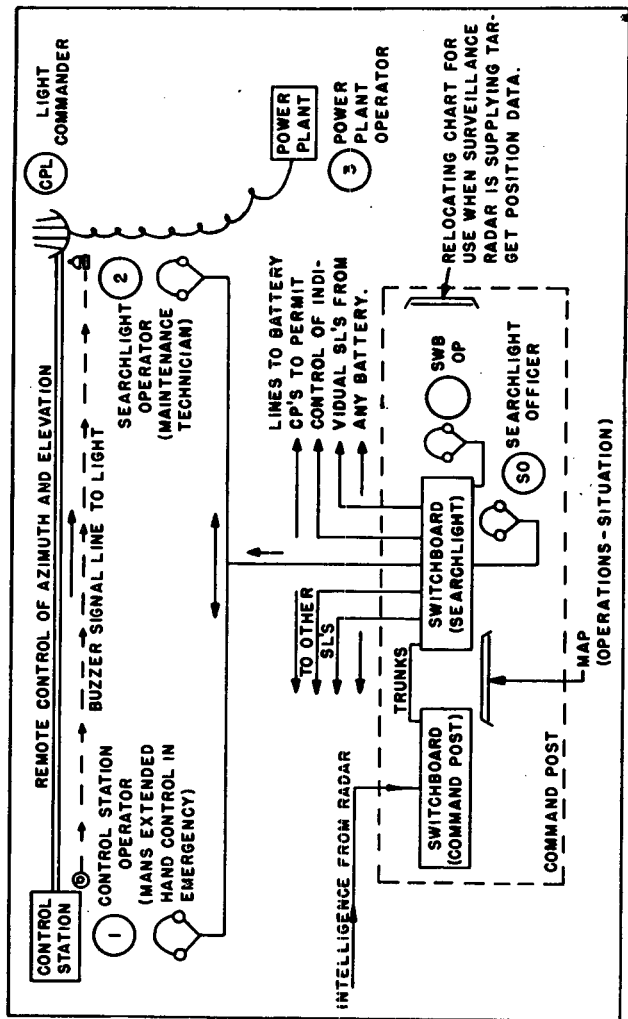 CONTROL
STATION
REMOTE CONTROL OF AZIMUTH AND ELEVATION
BUZZER SIGNAL LINE TO LIGHT
1
CONTROL STATION
OPERATOR
(MANS EXTENDED
HAND CONTROL IN
EMERGENCY)
2
SEARCHLIGHT
OPERATOR
(MAINTENANCE
TECHNICIAN)
CPL
LIGHT
COMMANDER
POWER
PLANT
3
POWER
PLANT
OPERATOR
INTELLIGENCE FROM RADAR
TO OTHER
SL'S
LINES TO BATTERY
CP'S TO PERMIT
CONTROL OF INDI-
VIDUAL SL'S FROM
ANY BATTERY.
RELOCATING CHART FOR
USE WHEN SURVEILLANCE
RADAR IS SUPPLYING TAR-
GET POSITION DATA.
SWITCHBOARD
(COMMAND POST)
TRUNKS
SWITCHBOARD
(SEARCHLIGHT)
SWB
OP
SO
SEARCHLIGHT
OFFICER
COMMAND POST
MAP
(OPERATIONS-SITUATION)